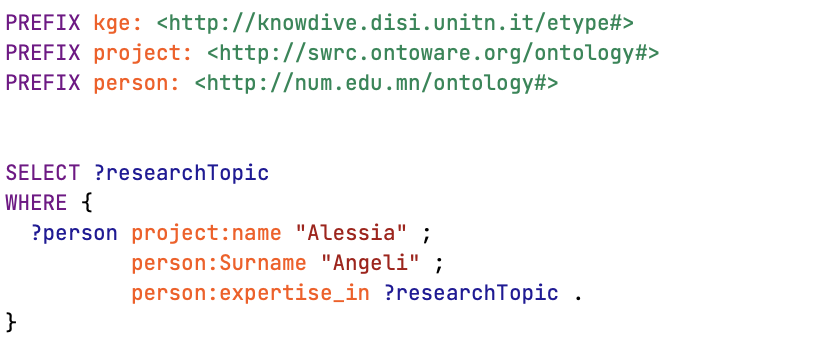 PREFIX kge: <http://knowdive.disi.unitn.it/etype#>
PREFIX project: <http://swrc.ontoware.org/ontology#>
PREFIX person: <http://num.edu.mn/ontology#>
SELECT ?researchTopic
WHERE {
?person project:name "Alessia" ;
person:Surname "Angeli" ;
person:expertise_in ?researchTopic .
}